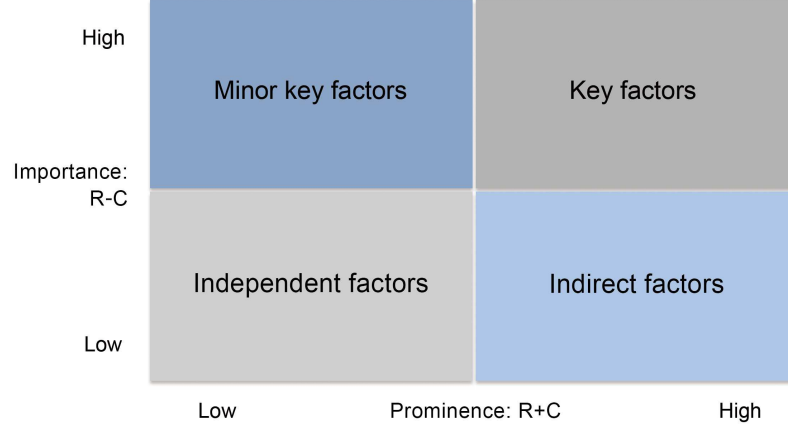 High
Minor key factors
Key factors
Importance:
R-C
Independent factors
Indirect factors
Low
Low
Prominence: R+C
High